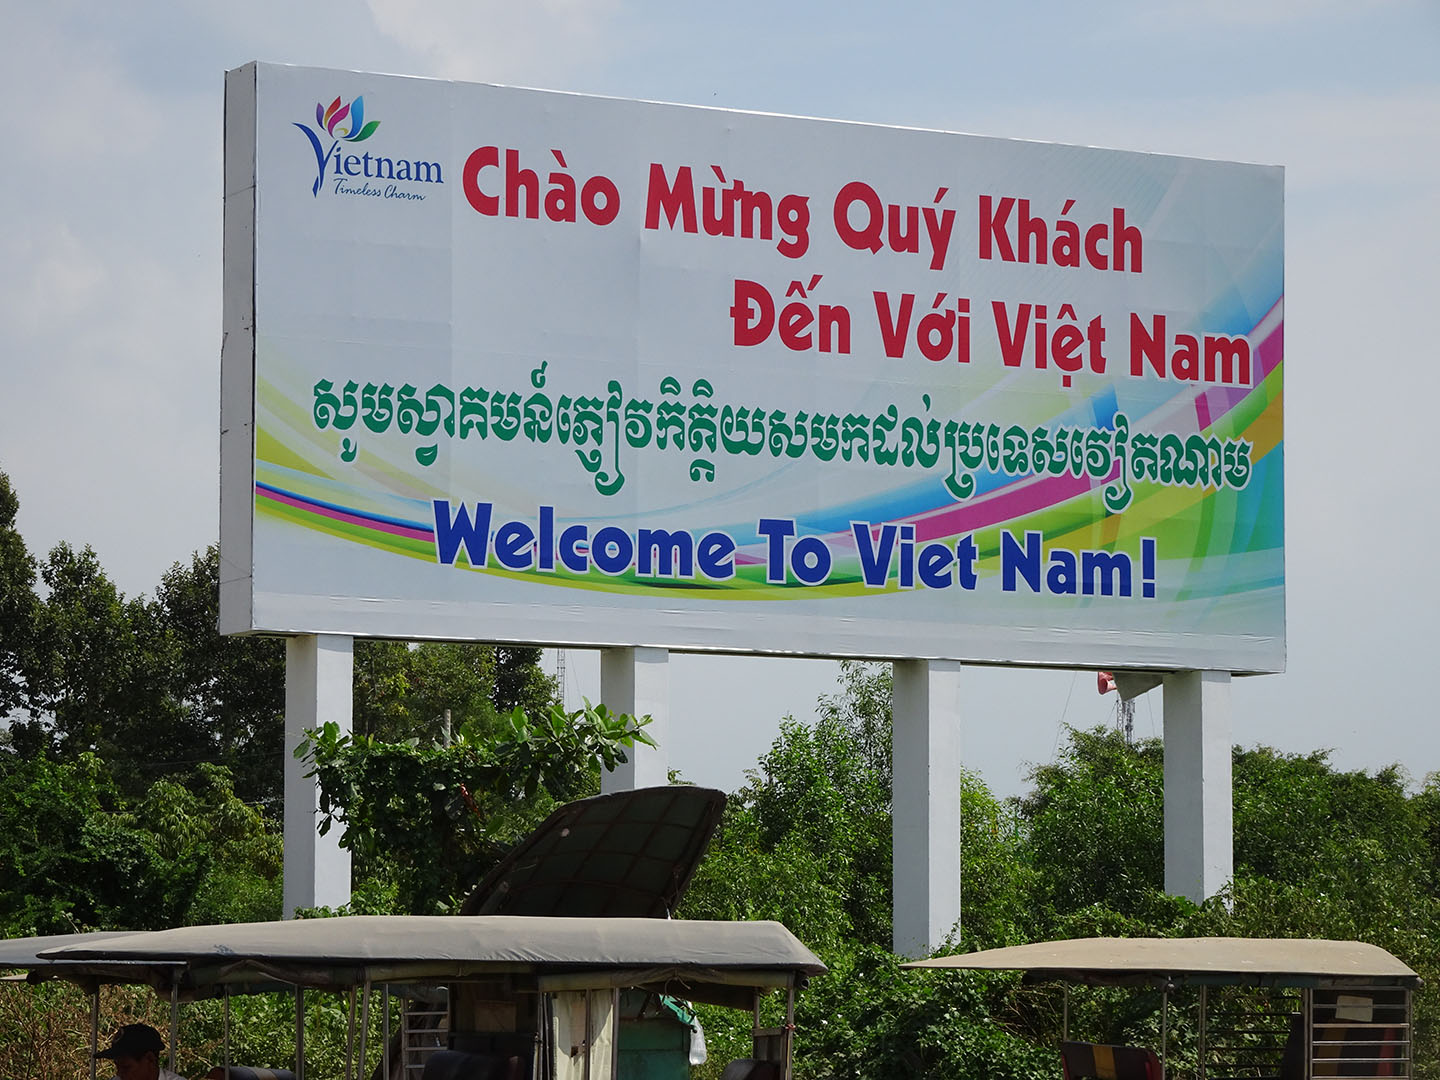 Vietnam
Timeless Charm
Chào Mừng Quý Khách
Đến Với Việt Nam
សូមស្វាគមន៍ភ្ញៀវកិត្តិយសមកដល់ប្រទេសវៀតណាម
Welcome To Viet Nam!